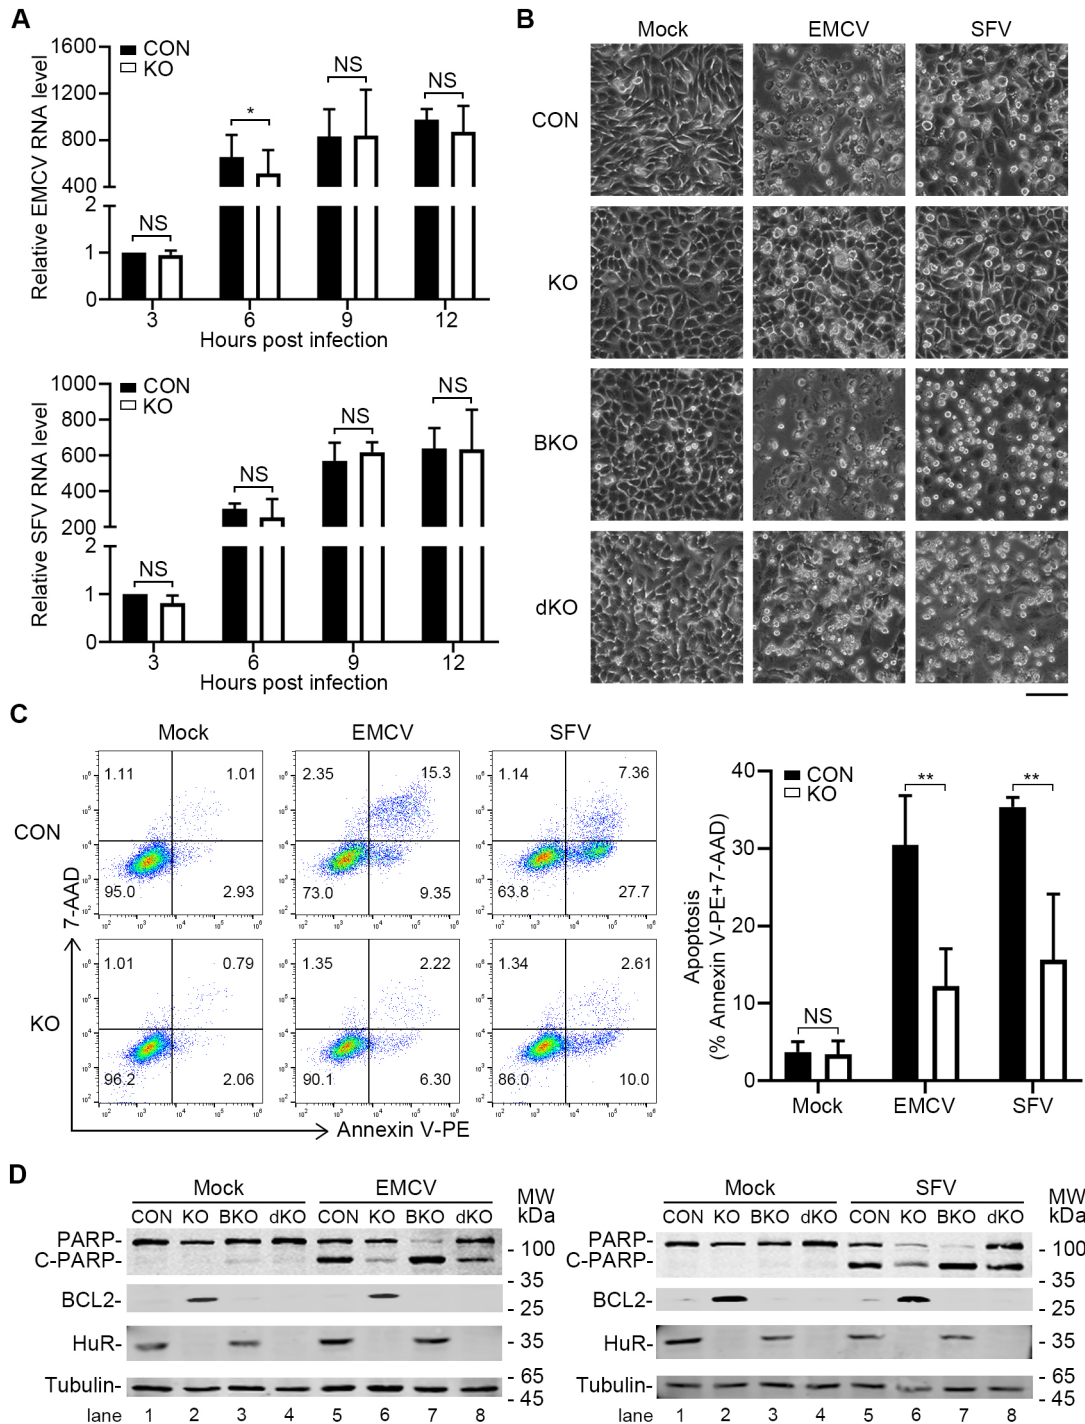 A
1600
1200
800
400
2
1
0
Relative EMCV RNA level
CON
KO
NS
*
NS
NS
3 6 9 12
Hours post infection
1000
800
600
400
200
2
1
0
Relative SFV RNA level
CON
KO
NS
NS
NS
NS
3 6 9 12
Hours post infection
B
Mock EMCV SFV
CON
KO
BKO
dKO
C
Mock EMCV SFV
CON
1.11 1.01
95.0 2.93
2.35 15.3
73.0 9.35
1.14 7.36
63.8 27.7
KO
1.01 0.79
96.2 2.06
1.35 2.22
90.1 6.30
1.34 2.61
86.0 10.0
7-AAD
Annexin V-PE
40
30
20
10
0
Apoptosis
(% Annexin V-PE+7-AAD)
CON
KO
NS
**
**
Mock EMCV SFV
D
Mock EMCV MW
CON KO BKO dKO CON KO BKO dKO kDa
PARP-
- 100
C-PARP-
- 35
BCL2-
- 25
HuR- - 35
- 65
Tubulin-
- 45
lane 1 2 3 4 5 6 7 8
Mock SFV MW
CON KO BKO dKO CON KO BKO dKO kDa
PARP-
- 100
C-PARP-
- 35
BCL2-
- 25
HuR- - 35
- 65
Tubulin-
- 45
lane 1 2 3 4 5 6 7 8